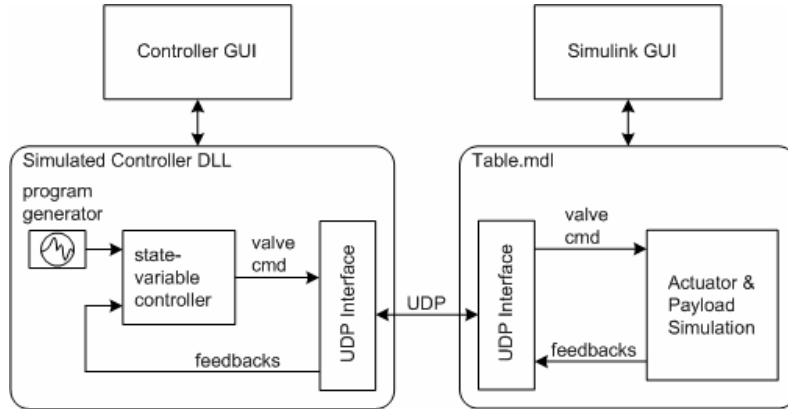 Controller GUI
Simulink GUI
Simulated Controller DLL
program
generator
state-
variable
controller
valve
cmd
feedbacks
UDP Interface
UDP
Table.mdl
UDP Interface
valve
cmd
feedbacks
Actuator &
Payload
Simulation